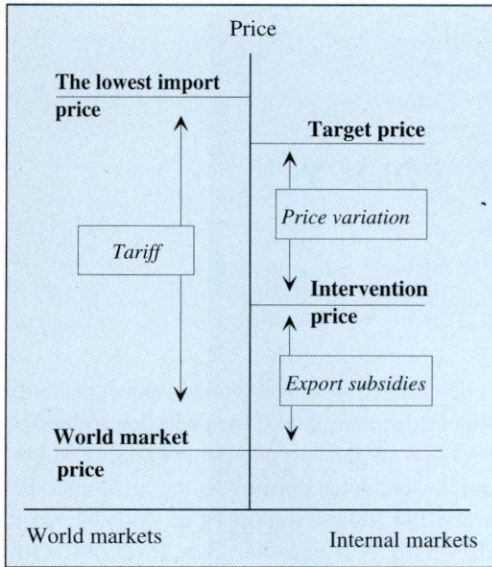 Price
The lowest import
price
Target price
Price variation
Tariff
Intervention
price
Export subsidies
World market
price
World markets
Internal markets